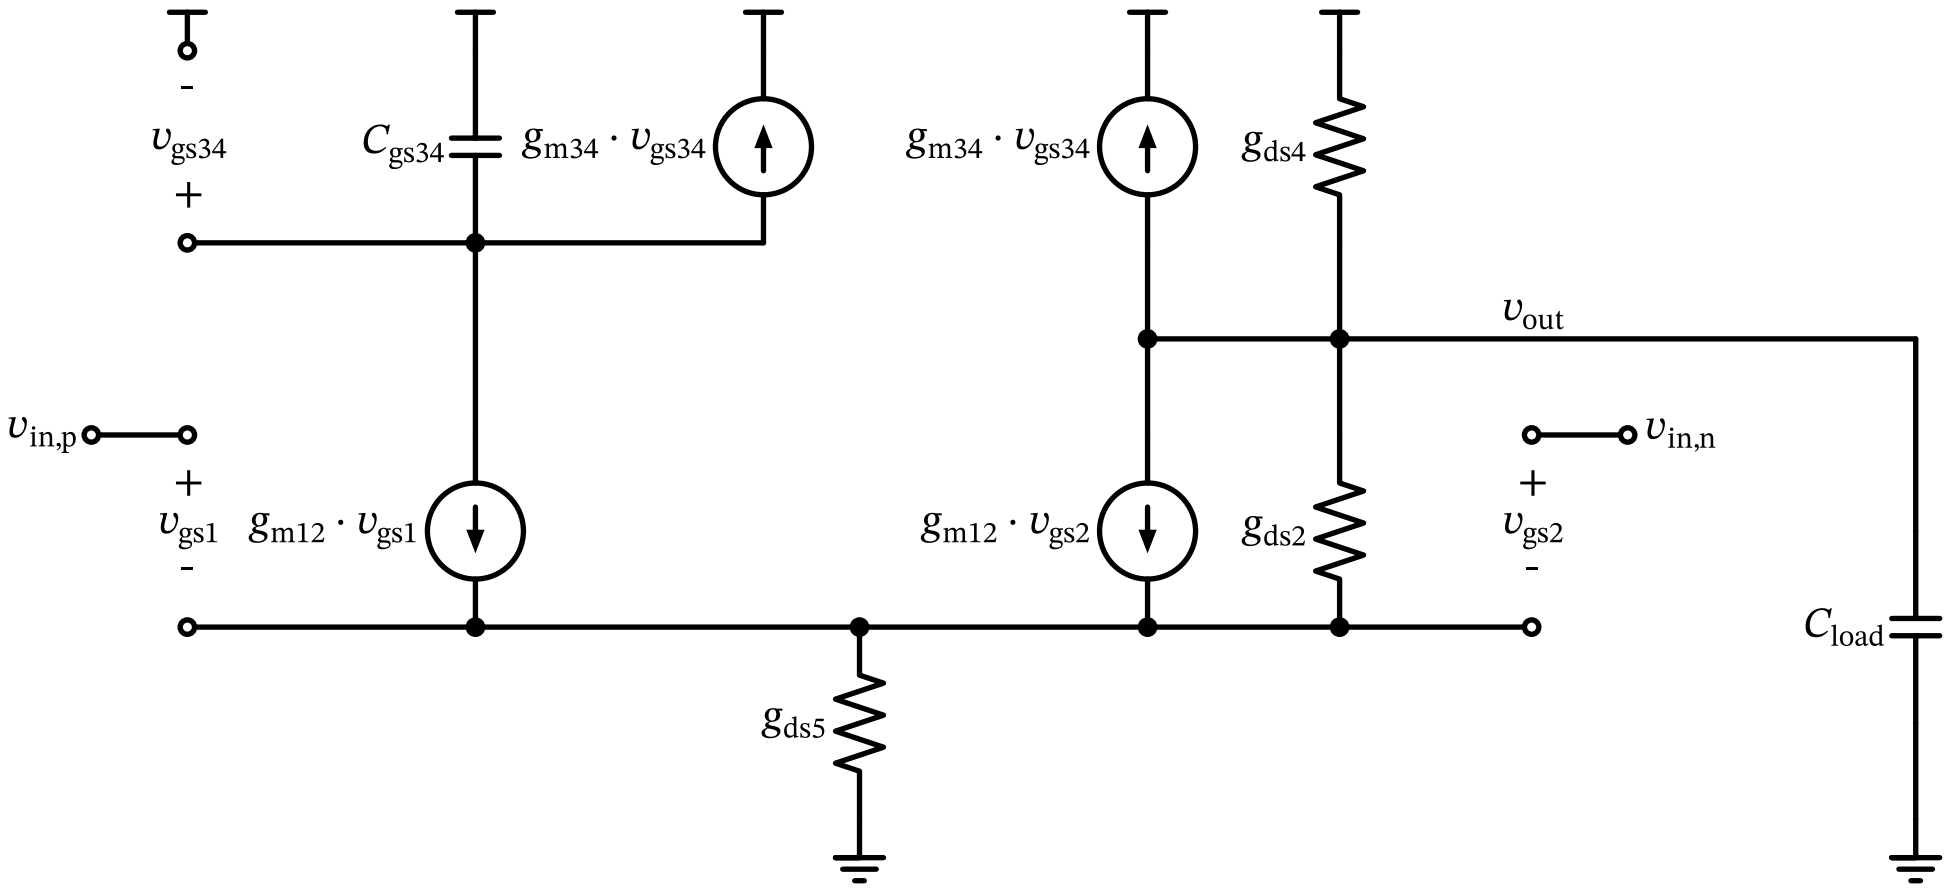 -
v_gs34
+
C_gs34
g_m34 · v_gs34
g_m34 · v_gs34
g_ds4
v_out
v_in,p
+
v_gs1
-
g_m12 · v_gs1
g_m12 · v_gs2
g_ds2
v_in,n
+
v_gs2
-
C_load
g_ds5